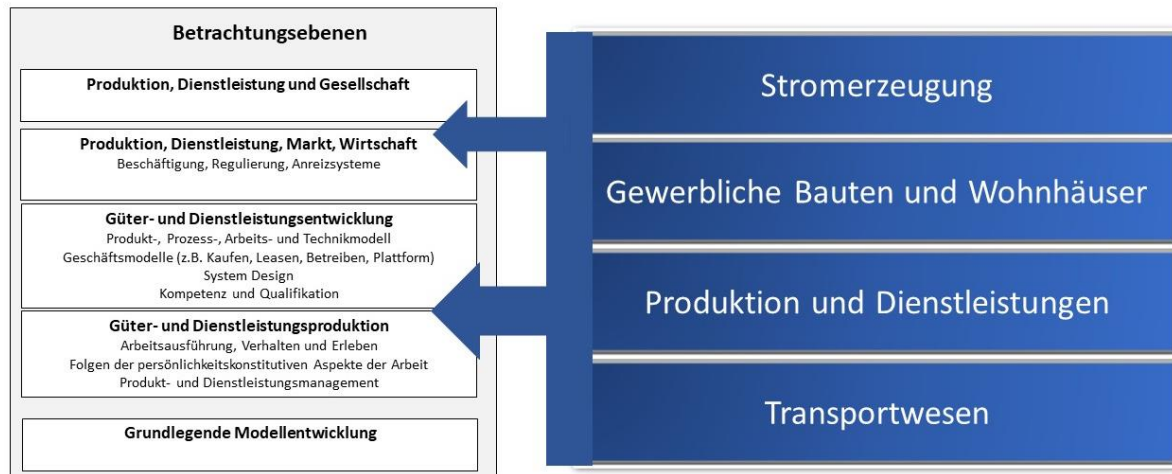 Betrachtungsebenen
Produktion, Dienstleistung und Gesellschaft
Produktion, Dienstleistung, Markt, Wirtschaft
Beschäftigung, Regulierung, Anreizsysteme
Güter- und Dienstleistungsentwicklung
Produkt-, Prozess-, Arbeits- und Technikmodell
Geschäftsmodelle (z.B. Kaufen, Leasen, Betreiben, Plattform)
System Design
Kompetenz und Qualifikation
Güter- und Dienstleistungsproduktion
Arbeitsausführung, Verhalten und Erleben
Folgen der persönlichkeitskonstitutiven Aspekte der Arbeit
Produkt- und Dienstleistungsmanagement
Grundlegende Modellentwicklung
Stromerzeugung
Gewerbliche Bauten und Wohnhäuser
Produktion und Dienstleistungen
Transportwesen